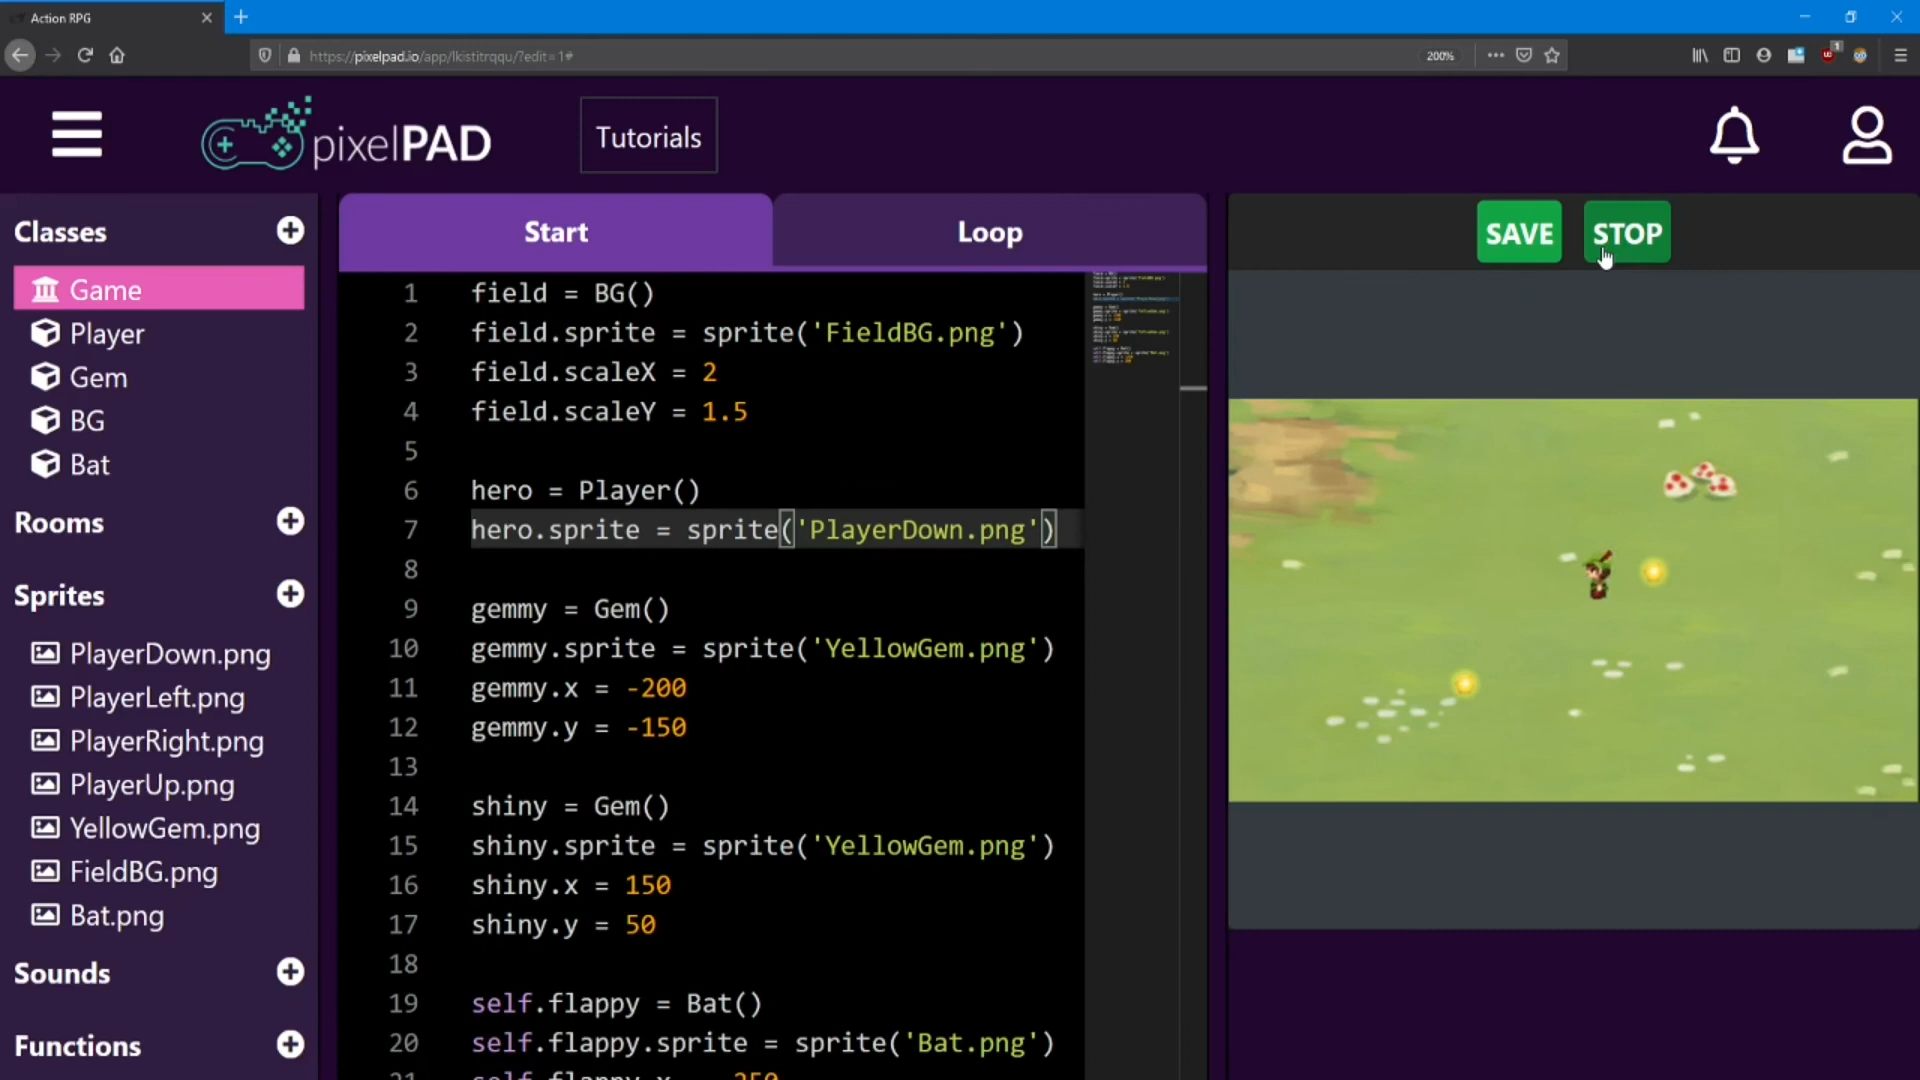 Action RPG
https://pixelpad.io/app/lkistitrqqu/?edit=1#
200%
1
pixelPAD
Tutorials
Classes
Game
Player
Gem
BG
Bat
Rooms
Sprites
PlayerDown.png
PlayerLeft.png
PlayerRight.png
PlayerUp.png
YellowGem.png
FieldBG.png
Bat.png
Sounds
Functions
Start
Loop
1 field = BG()
2 field.sprite = sprite('FieldBG.png')
3 field.scaleX = 2
4 field.scaleY = 1.5
5
6 hero = Player()
7 hero.sprite = sprite('PlayerDown.png')
8
9 gemmy = Gem()
10 gemmy.sprite = sprite('YellowGem.png')
11 gemmy.x = -200
12 gemmy.y = -150
13
14 shiny = Gem()
15 shiny.sprite = sprite('YellowGem.png')
16 shiny.x = 150
17 shiny.y = 50
18
19 self.flappy = Bat()
20 self.flappy.sprite = sprite('Bat.png')
SAVE
STOP